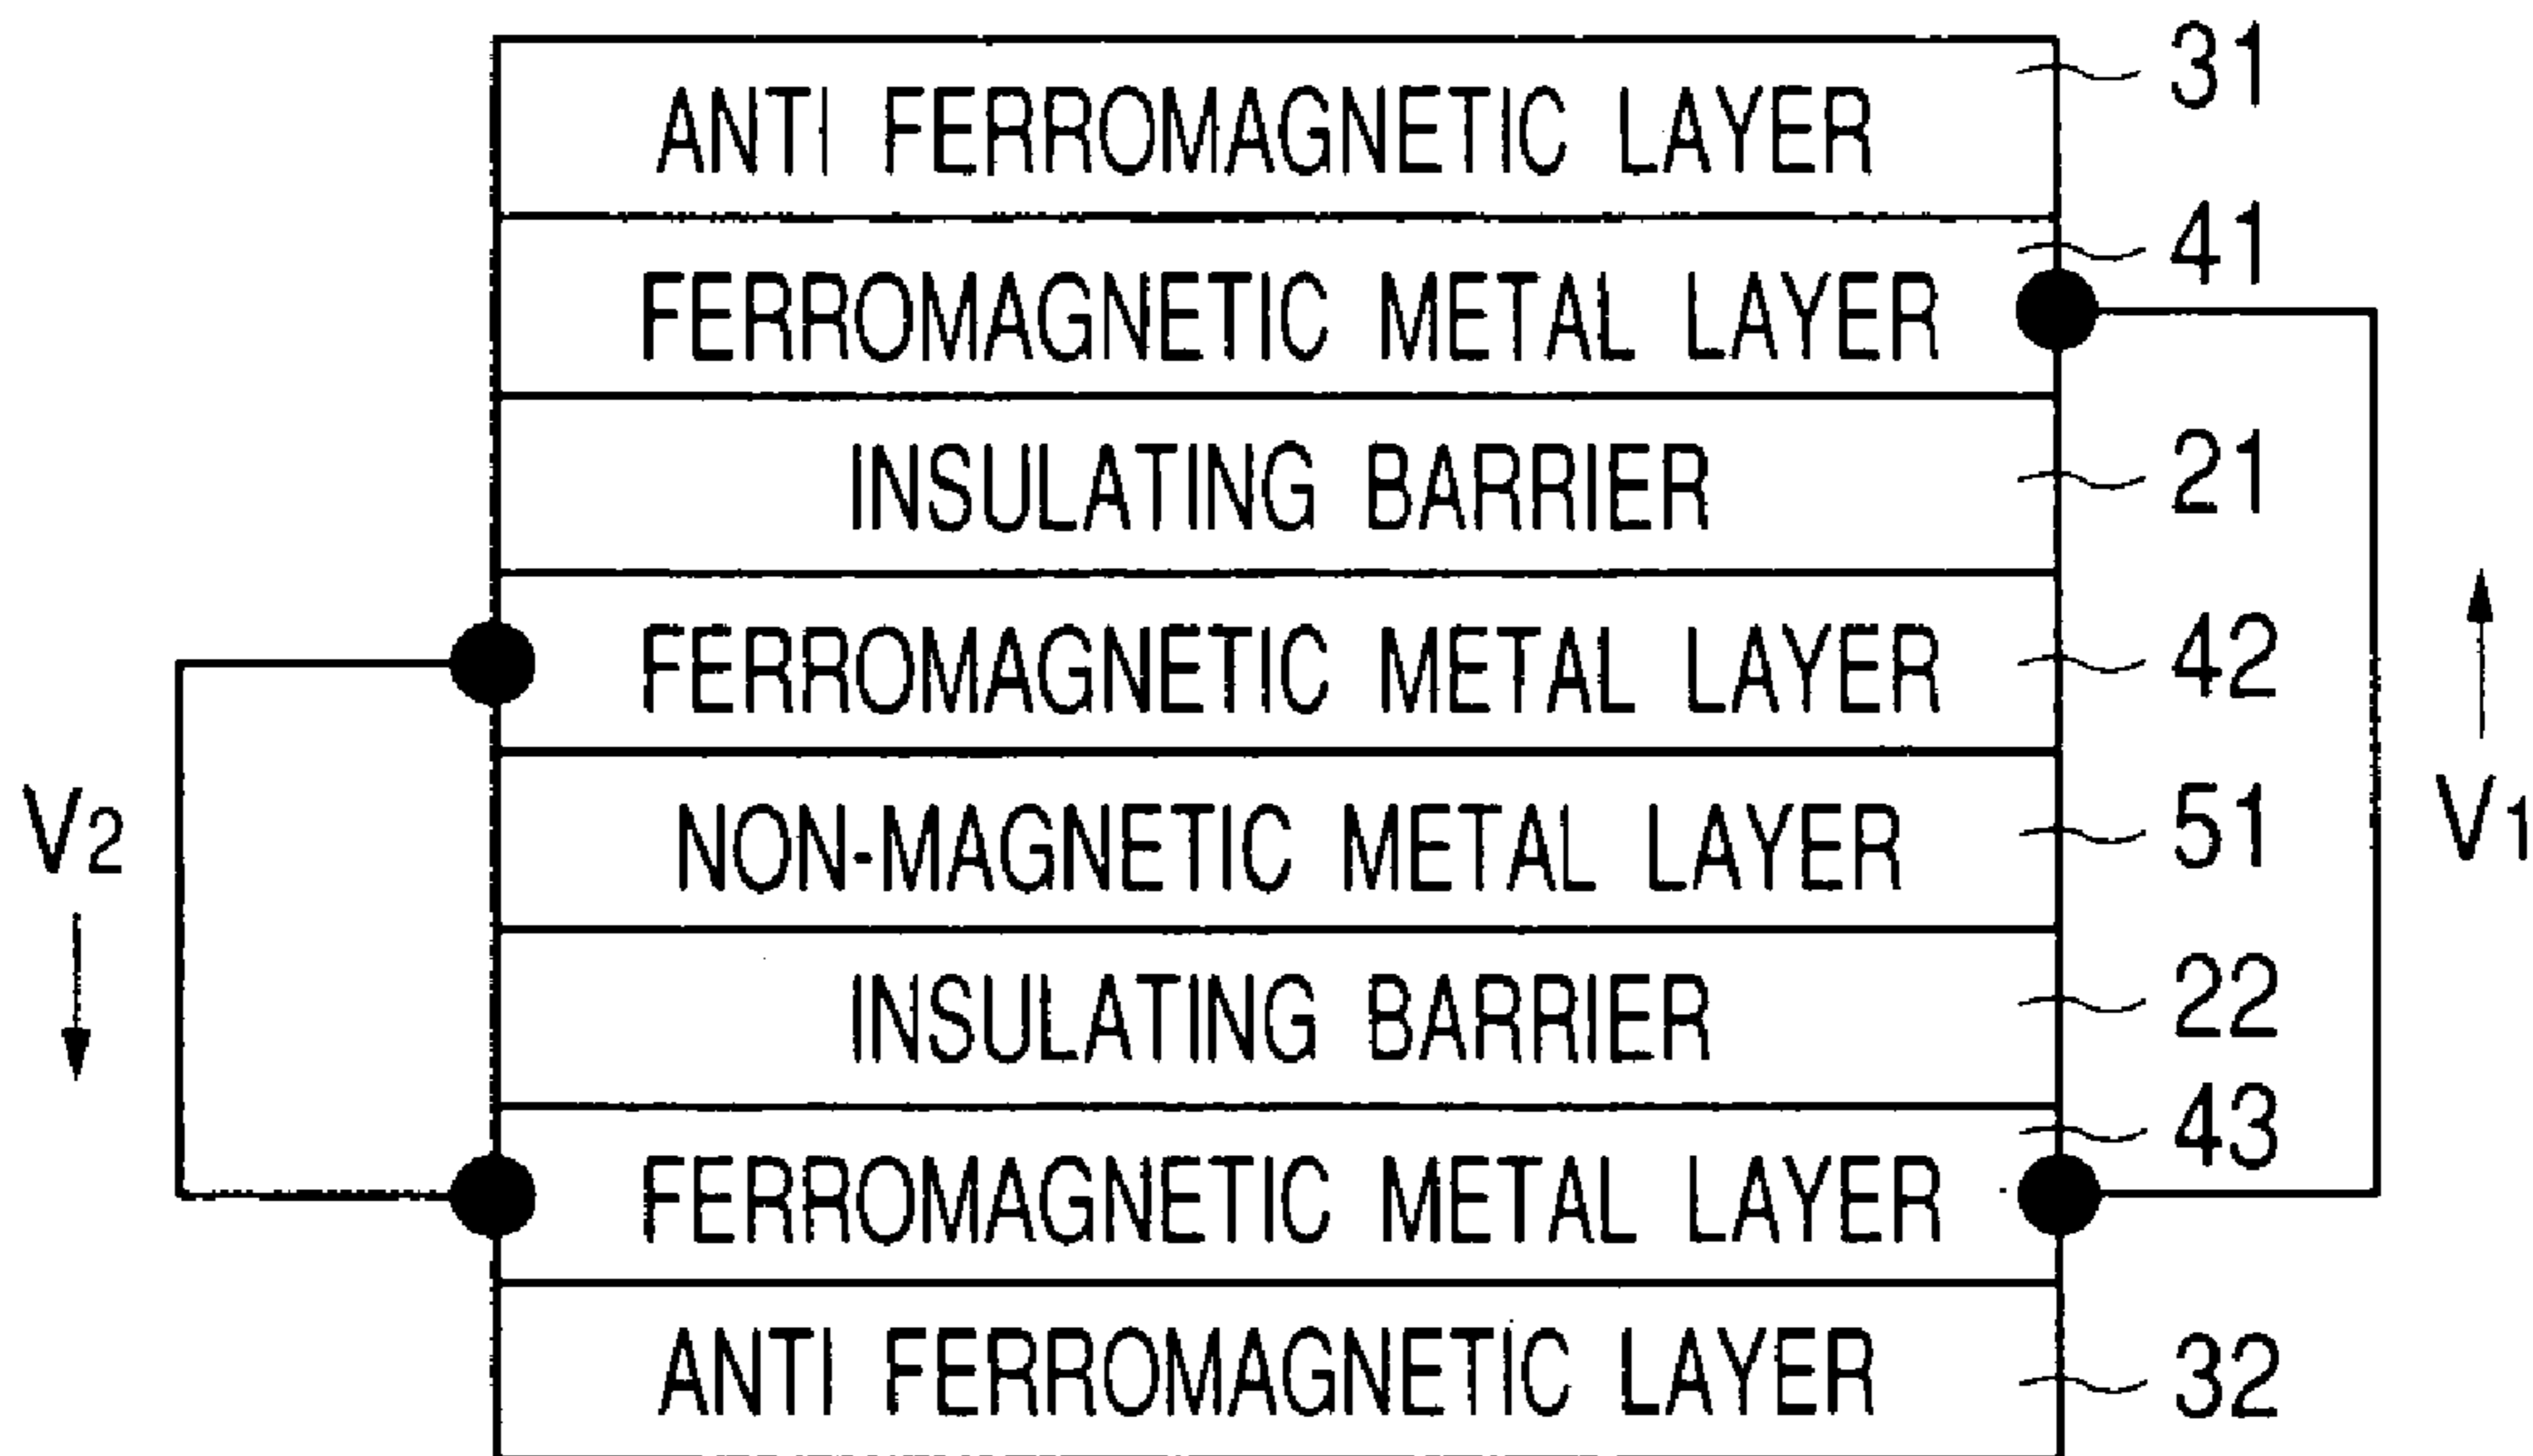 ANTI FERROMAGNETIC LAYER 31
FERROMAGNETIC METAL LAYER 41
INSULATING BARRIER 21
FERROMAGNETIC METAL LAYER 42
V2 NON-MAGNETIC METAL LAYER 51 V1
INSULATING BARRIER 22
FERROMAGNETIC METAL LAYER 43
ANTI FERROMAGNETIC LAYER 32